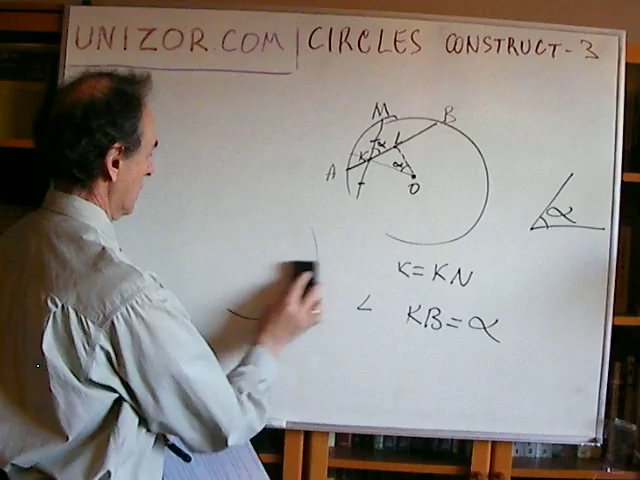 UNIZOR.COM | CIRCLES CONSTRUCT-3
M B
K α L
A α
O
α
K = KN
∠ KB = α